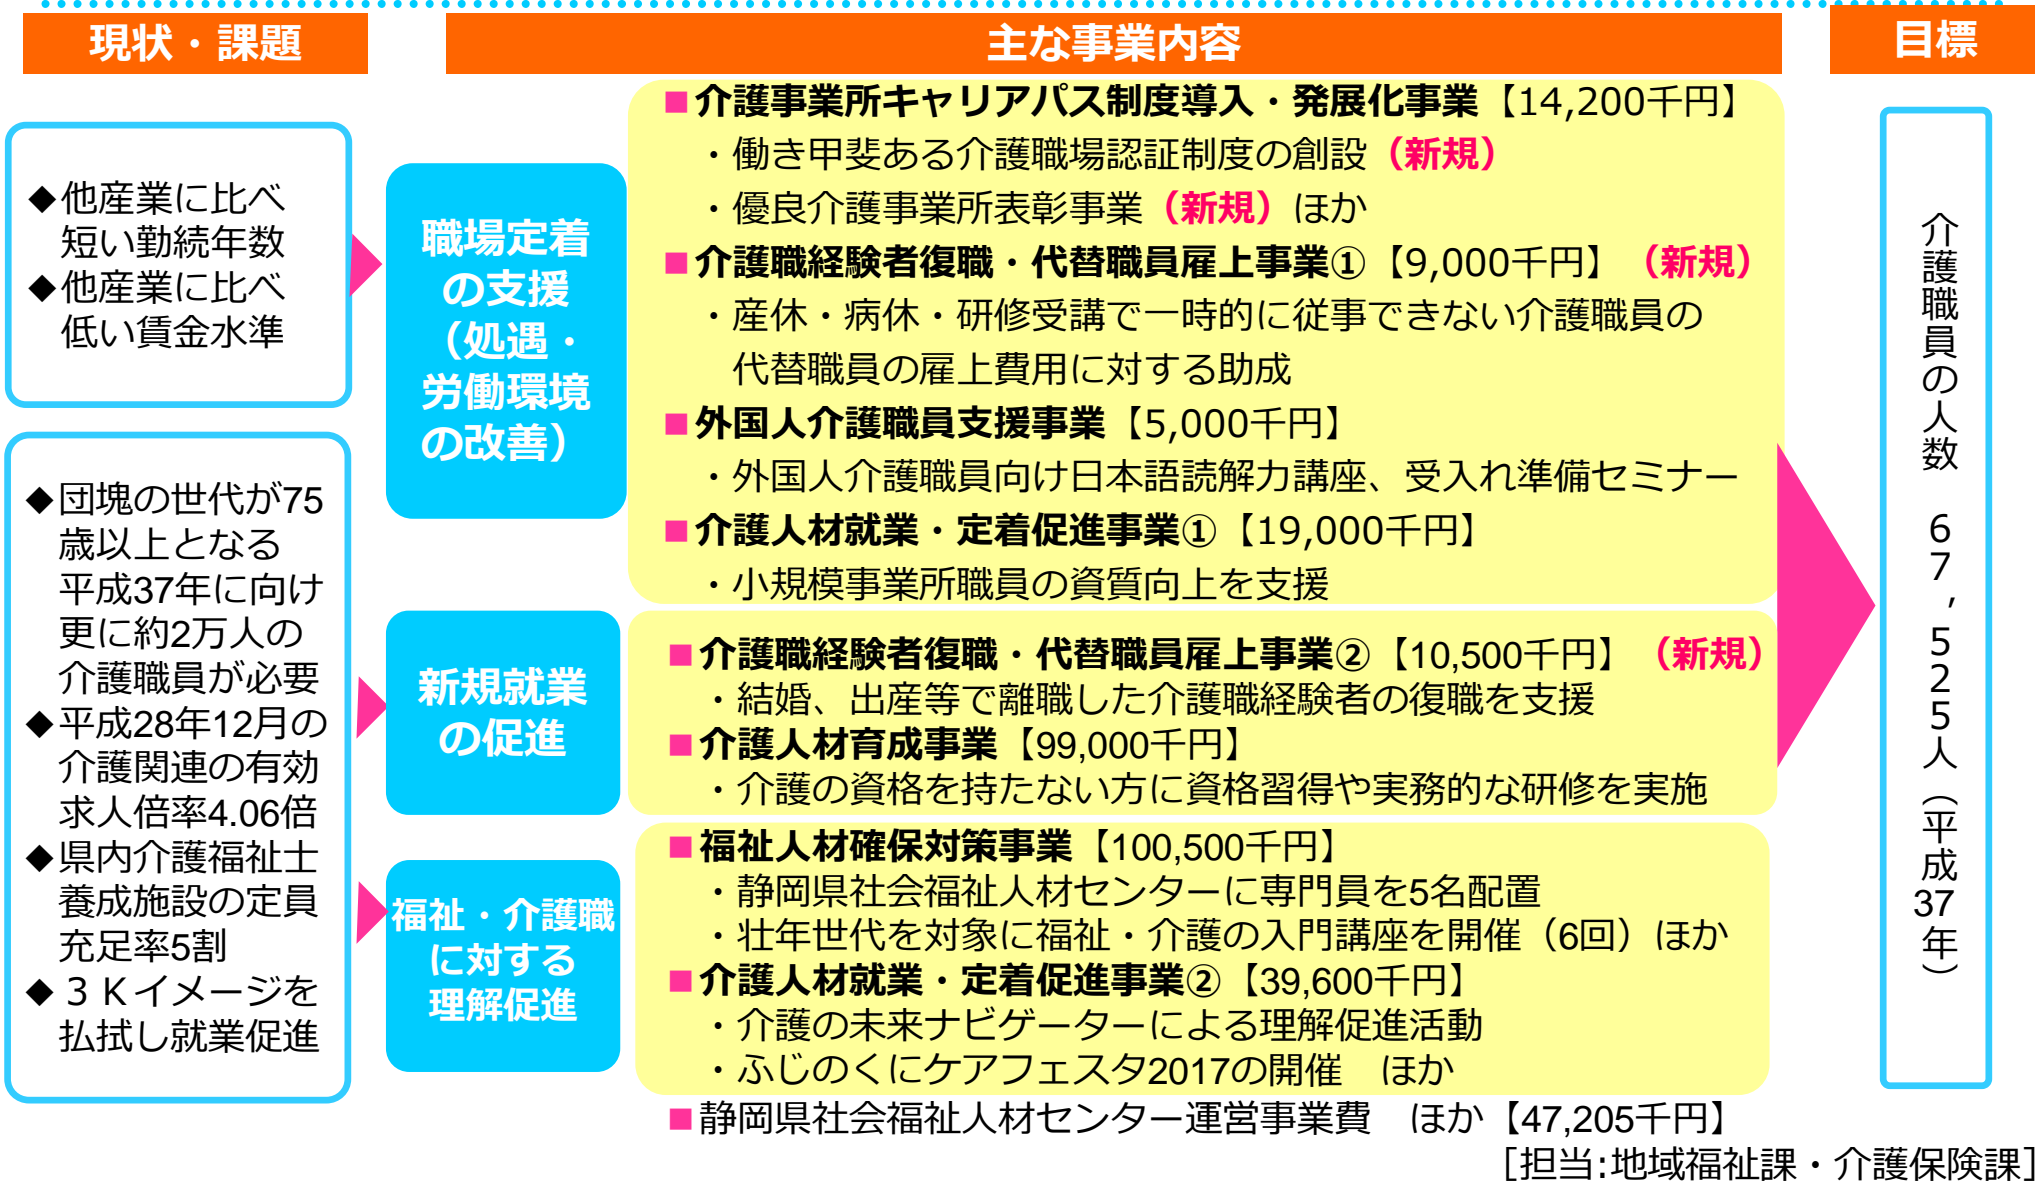 現状・課題
主な事業内容
目標
◆他産業に比べ
短い勤続年数
◆他産業に比べ
低い賃金水準
◆団塊の世代が75
歳以上となる
平成37年に向け
更に約2万人の
介護職員が必要
◆平成28年12月の
介護関連の有効
求人倍率4.06倍
◆県内介護福祉士
養成施設の定員
充足率5割
◆３Ｋイメージを
払拭し就業促進
職場定着
の支援
（処遇・
労働環境
の改善）
■介護事業所キャリアパス制度導入・発展化事業【14,200千円】
・働き甲斐ある介護職場認証制度の創設（新規）
・優良介護事業所表彰事業（新規）ほか
■介護職経験者復職・代替職員雇上事業①【9,000千円】（新規）
・産休・病休・研修受講で一時的に従事できない介護職員の
代替職員の雇上費用に対する助成
■外国人介護職員支援事業【5,000千円】
・外国人介護職員向け日本語読解力講座、受入れ準備セミナー
■介護人材就業・定着促進事業①【19,000千円】
・小規模事業所職員の資質向上を支援
新規就業
の促進
■介護職経験者復職・代替職員雇上事業②【10,500千円】（新規）
・結婚、出産等で離職した介護職経験者の復職を支援
■介護人材育成事業【99,000千円】
・介護の資格を持たない方に資格習得や実務的な研修を実施
福祉・介護職
に対する
理解促進
■福祉人材確保対策事業【100,500千円】
・静岡県社会福祉人材センターに専門員を5名配置
・壮年世代を対象に福祉・介護の入門講座を開催（6回）ほか
■介護人材就業・定着促進事業②【39,600千円】
・介護の未来ナビゲーターによる理解促進活動
・ふじのくにケアフェスタ2017の開催　ほか
■静岡県社会福祉人材センター運営事業費　ほか【47,205千円】
介護職員の人数　６７，５２５人（平成37年）
［担当:地域福祉課・介護保険課］